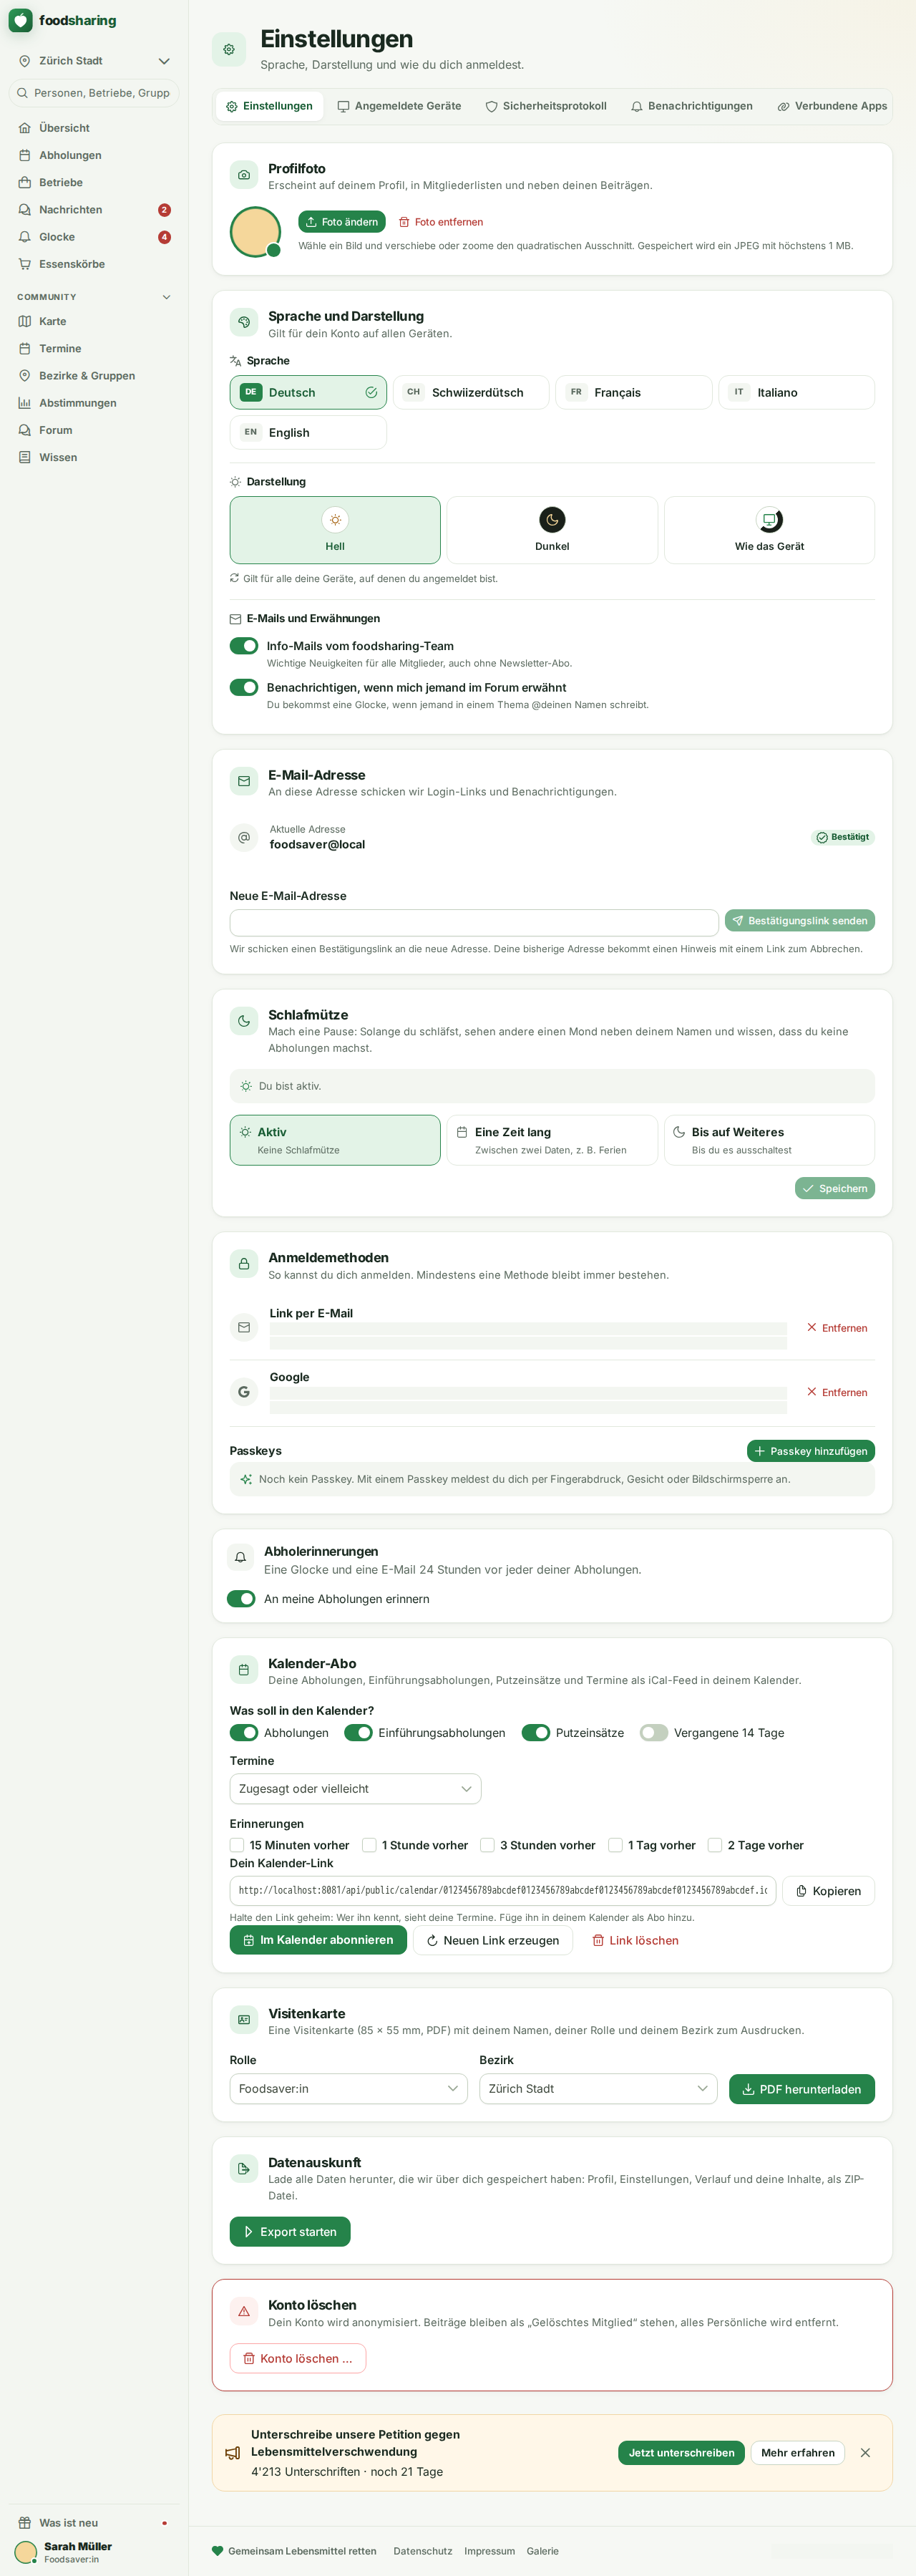 foodsharing
Zürich Stadt
Personen, Betriebe, Grupp
Übersicht
Abholungen
Betriebe
Nachrichten 2
Glocke 4
Essenskörbe
COMMUNITY
Karte
Termine
Bezirke & Gruppen
Abstimmungen
Forum
Wissen
Was ist neu
Sarah Müller
Foodsaver:in
Einstellungen
Sprache, Darstellung und wie du dich anmeldest.
Einstellungen Angemeldete Geräte Sicherheitsprotokoll Benachrichtigungen Verbundene Apps
Profilfoto
Erscheint auf deinem Profil, in Mitgliederlisten und neben deinen Beiträgen.
Foto ändern Foto entfernen
Wähle ein Bild und verschiebe oder zoome den quadratischen Ausschnitt. Gespeichert wird ein JPEG mit höchstens 1 MB.
Sprache und Darstellung
Gilt für dein Konto auf allen Geräten.
Sprache
DE Deutsch CH Schwiizerdütsch FR Français IT Italiano
EN English
Darstellung
Hell Dunkel Wie das Gerät
Gilt für alle deine Geräte, auf denen du angemeldet bist.
E-Mails und Erwähnungen
Info-Mails vom foodsharing-Team
Wichtige Neuigkeiten für alle Mitglieder, auch ohne Newsletter-Abo.
Benachrichtigen, wenn mich jemand im Forum erwähnt
Du bekommst eine Glocke, wenn jemand in einem Thema @deinen Namen schreibt.
E-Mail-Adresse
An diese Adresse schicken wir Login-Links und Benachrichtigungen.
Aktuelle Adresse
foodsaver@local Bestätigt
Neue E-Mail-Adresse
Bestätigungslink senden
Wir schicken einen Bestätigungslink an die neue Adresse. Deine bisherige Adresse bekommt einen Hinweis mit einem Link zum Abbrechen.
Schlafmütze
Mach eine Pause: Solange du schläfst, sehen andere einen Mond neben deinem Namen und wissen, dass du keine
Abholungen machst.
Du bist aktiv.
Aktiv Eine Zeit lang Bis auf Weiteres
Keine Schlafmütze Zwischen zwei Daten, z. B. Ferien Bis du es ausschaltest
Speichern
Anmeldemethoden
So kannst du dich anmelden. Mindestens eine Methode bleibt immer bestehen.
Link per E-Mail
Entfernen
Google
Entfernen
Passkeys Passkey hinzufügen
Noch kein Passkey. Mit einem Passkey meldest du dich per Fingerabdruck, Gesicht oder Bildschirmsperre an.
Abholerinnerungen
Eine Glocke und eine E-Mail 24 Stunden vor jeder deiner Abholungen.
An meine Abholungen erinnern
Kalender-Abo
Deine Abholungen, Einführungsabholungen, Putzeinsätze und Termine als iCal-Feed in deinem Kalender.
Was soll in den Kalender?
Abholungen Einführungsabholungen Putzeinsätze Vergangene 14 Tage
Termine
Zugesagt oder vielleicht
Erinnerungen
15 Minuten vorher 1 Stunde vorher 3 Stunden vorher 1 Tag vorher 2 Tage vorher
Dein Kalender-Link
http://localhost:8081/api/public/calendar/0123456789abcdef0123456789abcdef0123456789abcdef0123456789abcdef.ic Kopieren
Halte den Link geheim: Wer ihn kennt, sieht deine Termine. Füge ihn in deinem Kalender als Abo hinzu.
Im Kalender abonnieren Neuen Link erzeugen Link löschen
Visitenkarte
Eine Visitenkarte (85 × 55 mm, PDF) mit deinem Namen, deiner Rolle und deinem Bezirk zum Ausdrucken.
Rolle Bezirk
Foodsaver:in Zürich Stadt PDF herunterladen
Datenauskunft
Lade alle Daten herunter, die wir über dich gespeichert haben: Profil, Einstellungen, Verlauf und deine Inhalte, als ZIP-
Datei.
Export starten
Konto löschen
Dein Konto wird anonymisiert. Beiträge bleiben als „Gelöschtes Mitglied“ stehen, alles Persönliche wird entfernt.
Konto löschen …
Unterschreibe unsere Petition gegen
Lebensmittelverschwendung
4'213 Unterschriften · noch 21 Tage
Jetzt unterschreiben Mehr erfahren
Gemeinsam Lebensmittel retten Datenschutz Impressum Galerie